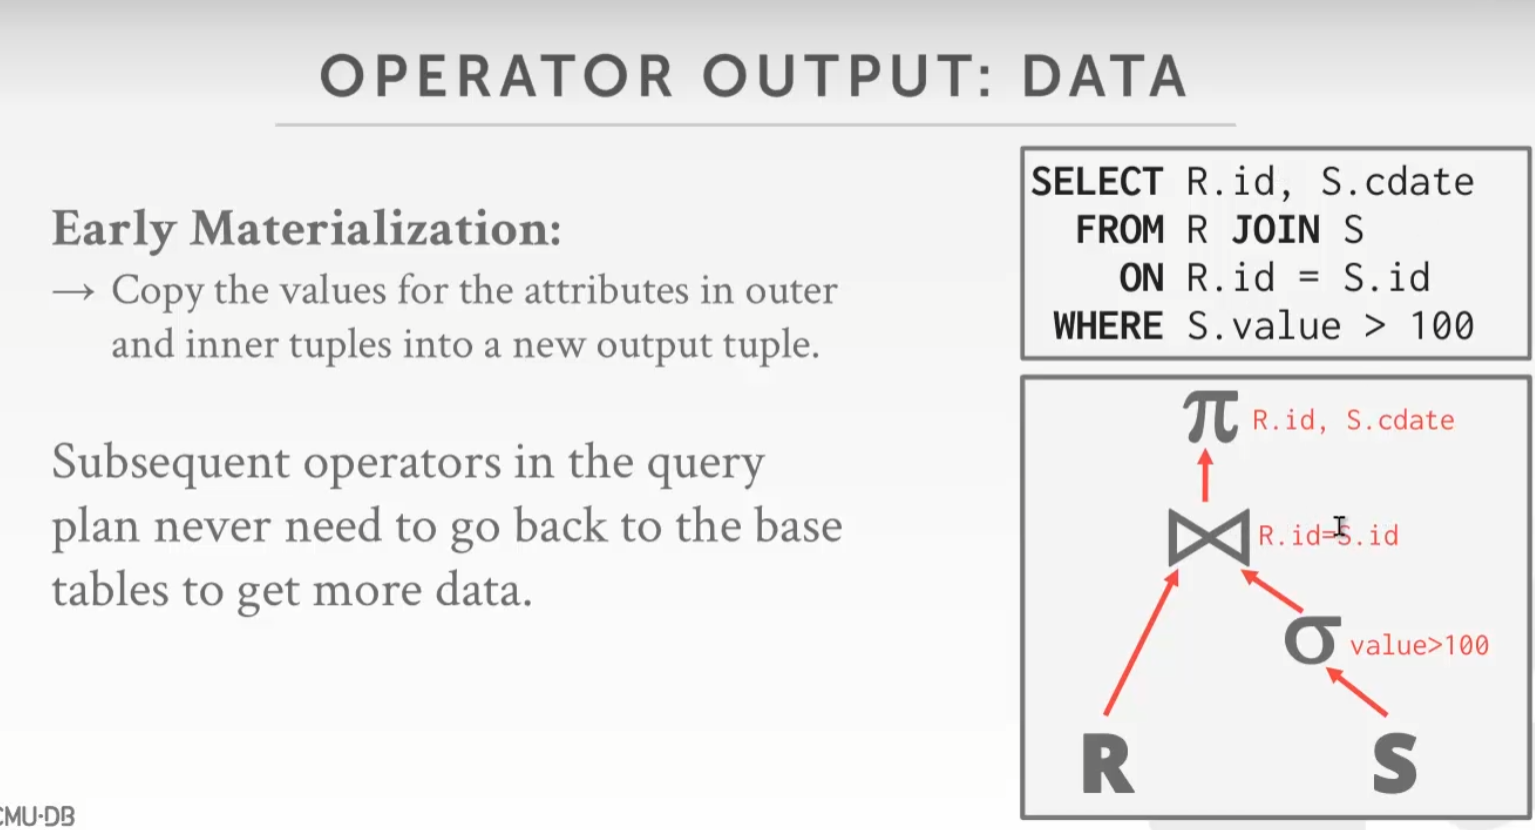 OPERATOR OUTPUT: DATA
Early Materialization:
→ Copy the values for the attributes in outer
and inner tuples into a new output tuple.
Subsequent operators in the query
plan never need to go back to the base
tables to get more data.
SELECT R.id, S.cdate
FROM R JOIN S
ON R.id = S.id
WHERE S.value > 100
π R.id, S.cdate
⋈ R.id=S.id
σ value>100
R S
CMU·DB